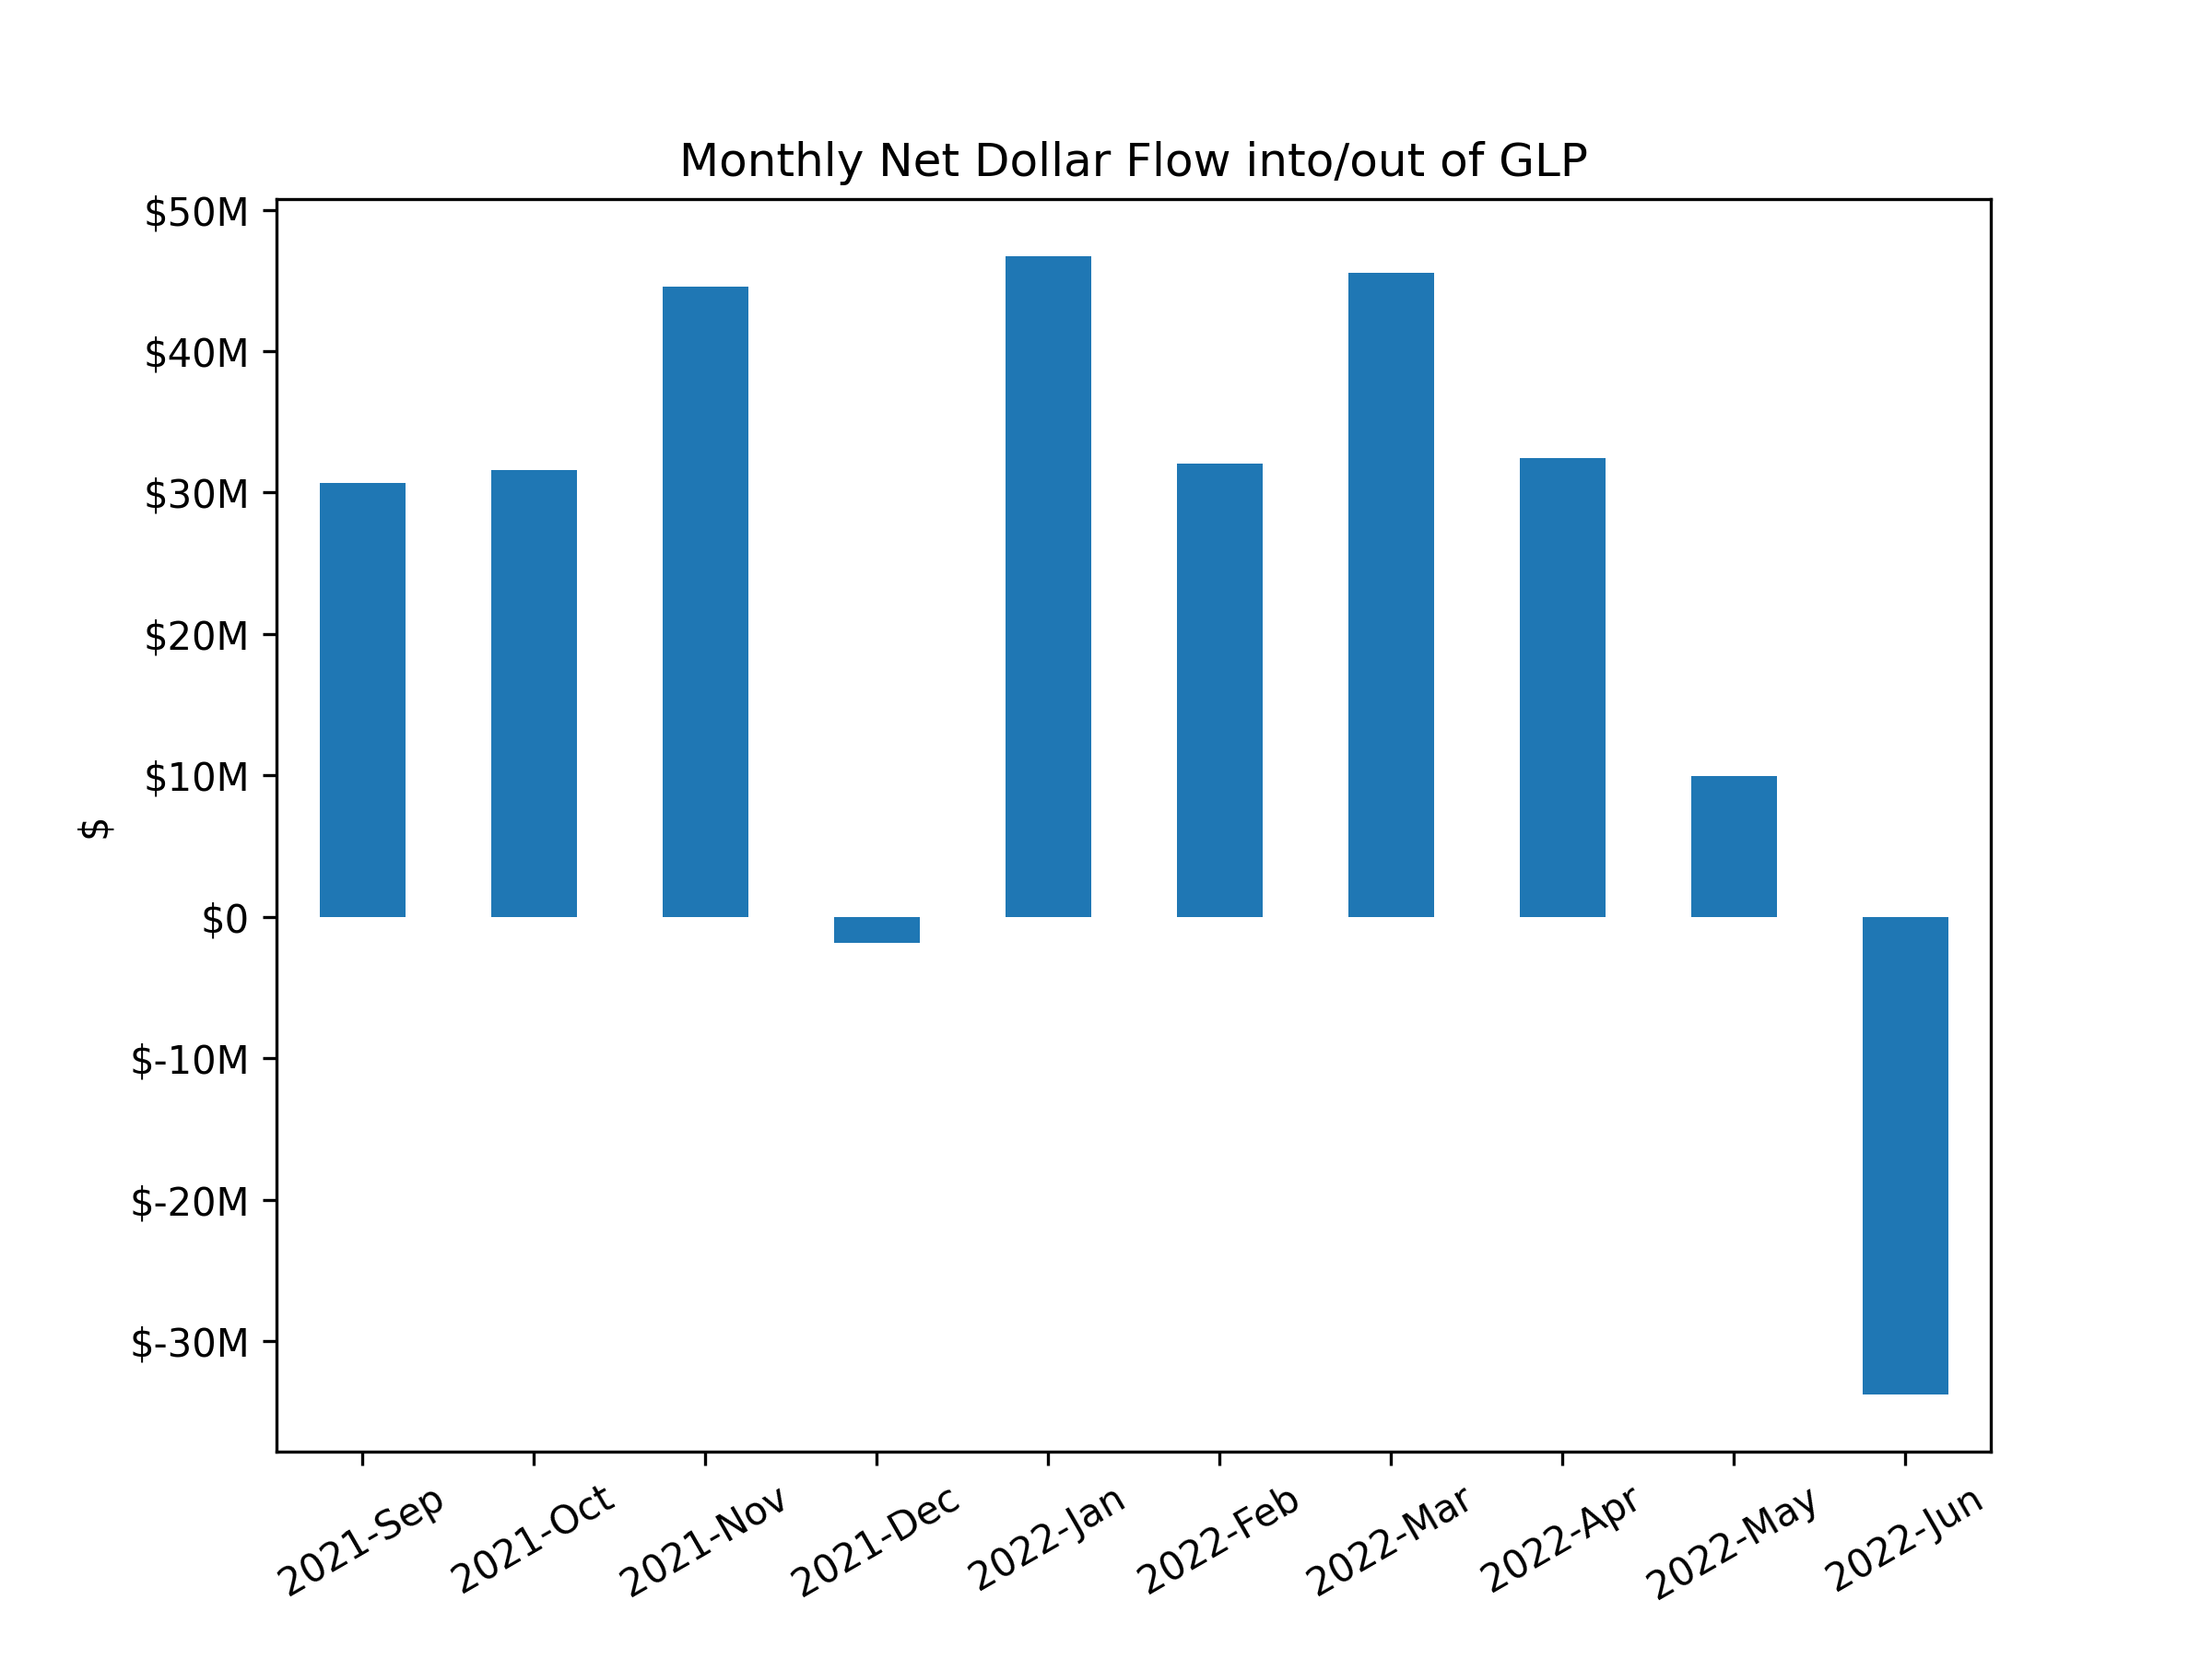 Monthly Net Dollar Flow into/out of GLP
$50M
$40M
$30M
$20M
$10M
$0
$-10M
$-20M
$-30M
$
2021-Sep
2021-Oct
2021-Nov
2021-Dec
2022-Jan
2022-Feb
2022-Mar
2022-Apr
2022-May
2022-Jun